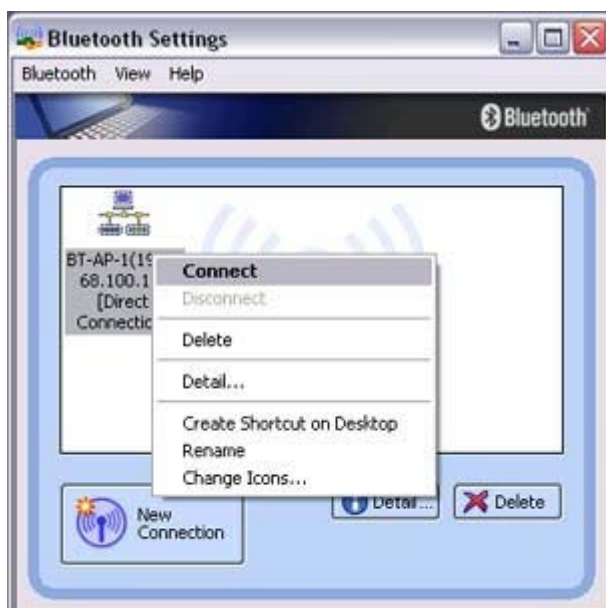 Bluetooth Settings
Bluetooth View Help
Bluetooth
BT-AP-1(19
68.100.1
[Direct
Connectio
Connect
Disconnect
Delete
Detail...
Create Shortcut on Desktop
Rename
Change Icons...
New
Connection
Detail...
Delete